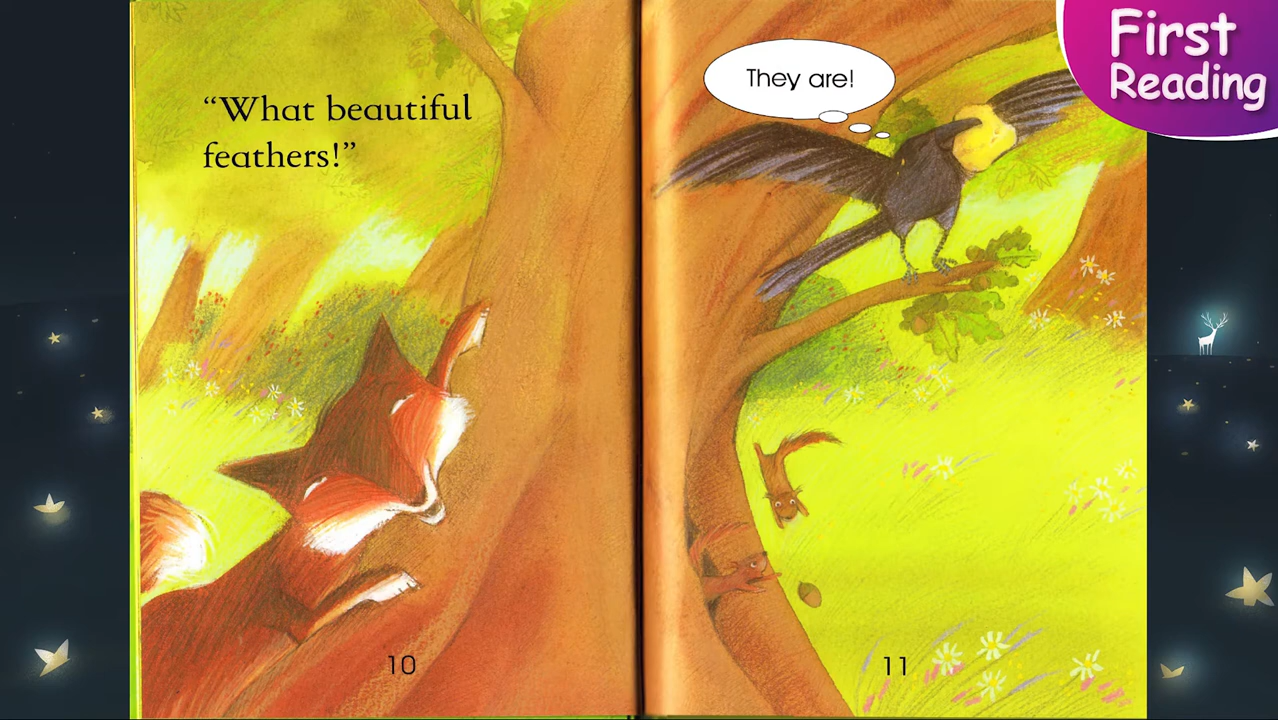 “What beautiful
feathers!”
They are!
First
Reading
10
11